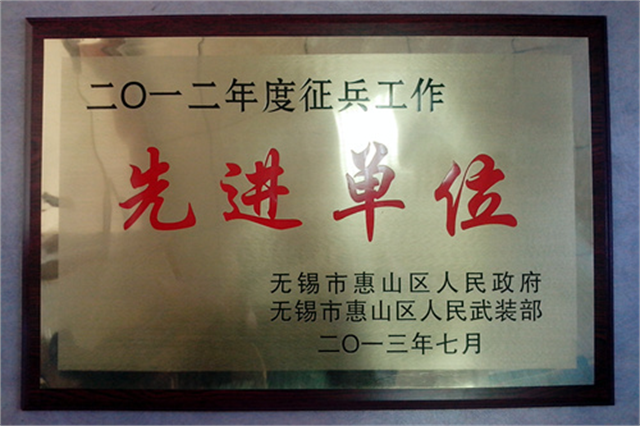 二〇一二年度征兵工作
先进单位
无锡市惠山区人民政府
无锡市惠山区人民武装部
二〇一三年七月